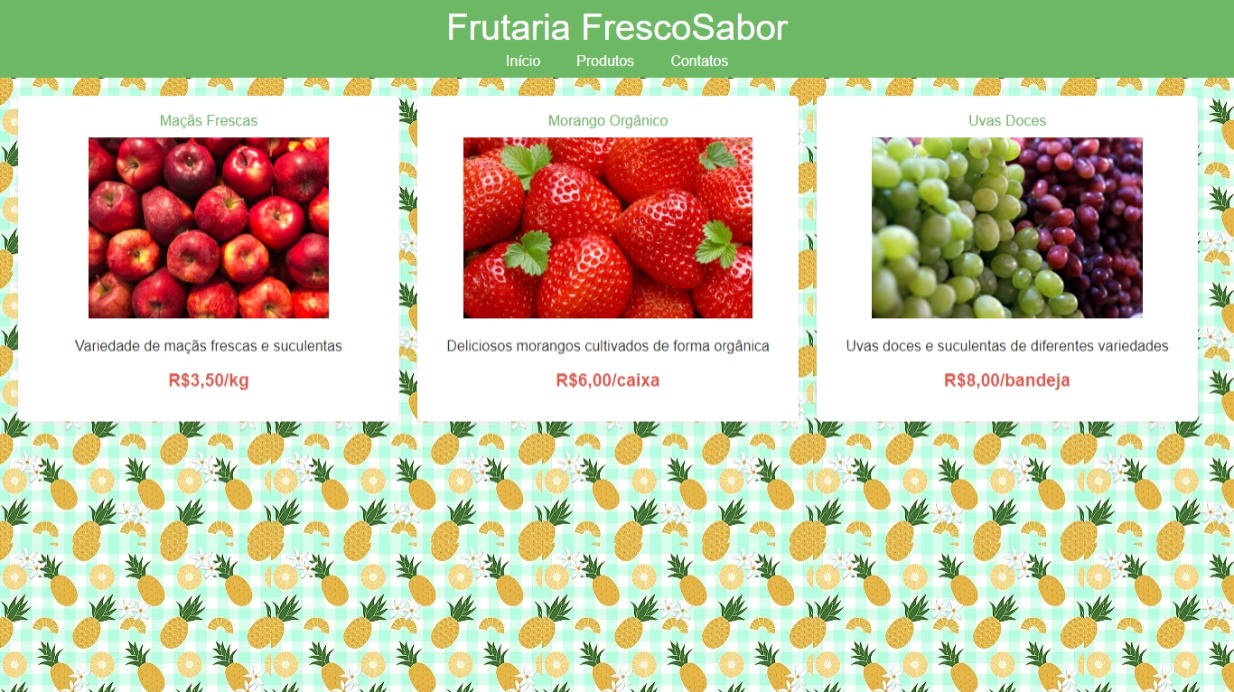 Frutaria FrescoSabor
Início Produtos Contatos
Maçãs Frescas
Variedade de maçãs frescas e suculentas
R$3,50/kg
Morango Orgânico
Deliciosos morangos cultivados de forma orgânica
R$6,00/caixa
Uvas Doces
Uvas doces e suculentas de diferentes variedades
R$8,00/bandeja